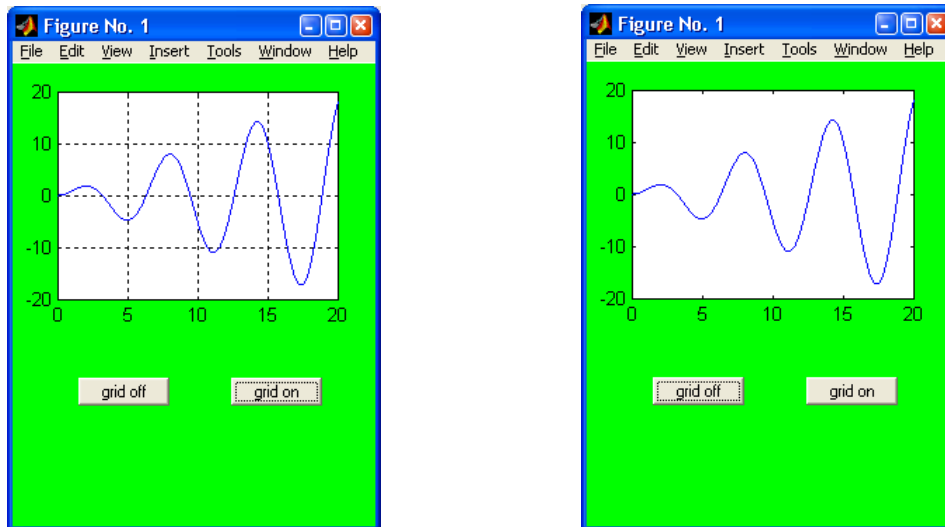 Figure No. 1
File Edit View Insert Tools Window Help
20
10
0
-10
-20
0 5 10 15 20
grid off grid on
Figure No. 1
File Edit View Insert Tools Window Help
20
10
0
-10
-20
0 5 10 15 20
grid off grid on